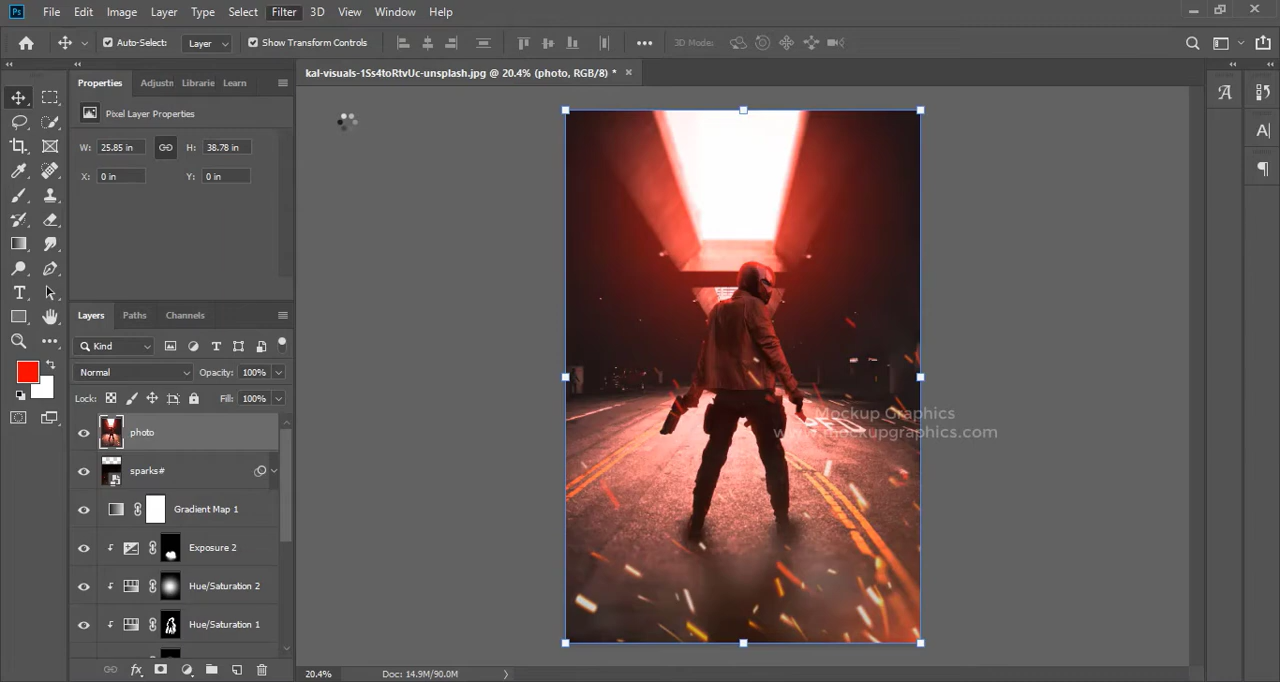 Ps File Edit Image Layer Type Select Filter 3D View Window Help
Auto-Select: Layer Show Transform Controls 3D Mode:
kal-visuals-1Ss4toRtvUc-unsplash.jpg @ 20.4% (photo, RGB/8) *
Properties Adjustn Librarie Learn
Pixel Layer Properties
W: 25.85 in H: 38.78 in
X: 0 in Y: 0 in
Layers Paths Channels
Kind
Normal Opacity: 100%
Lock: Fill: 100%
photo
sparks#
Gradient Map 1
Exposure 2
Hue/Saturation 2
Hue/Saturation 1
Mockup Graphics
www.mockupgraphics.com
20.4% Doc: 14.9M/90.0M